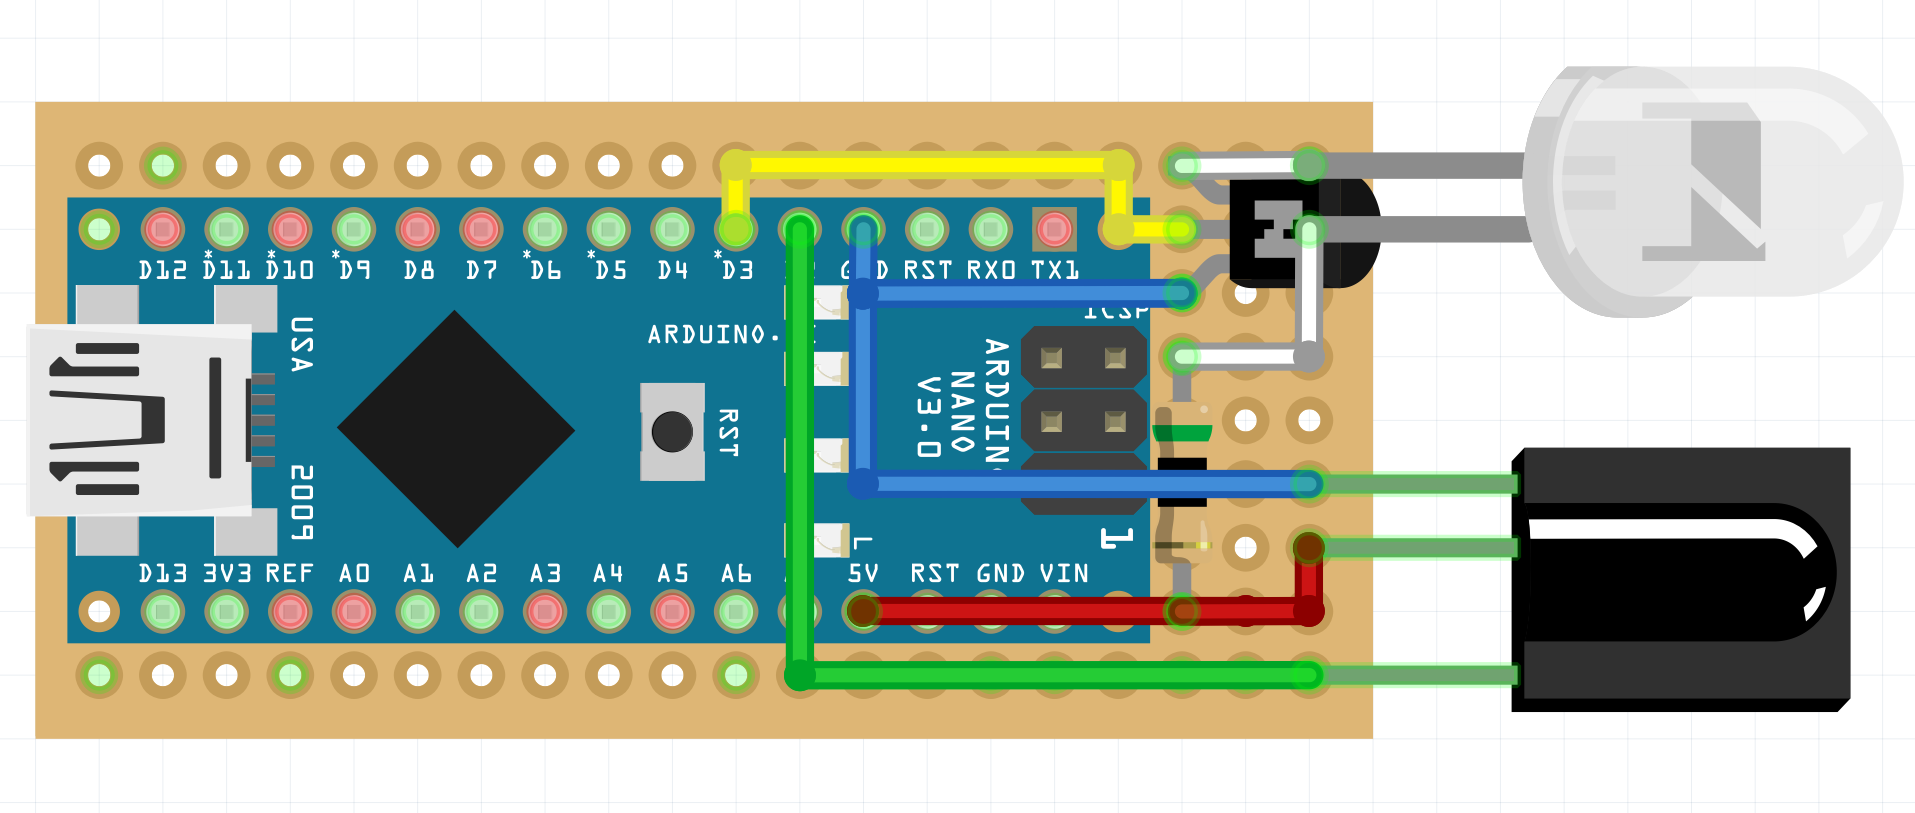 D12 *D11 *D10 *D9 D8 D7 *D6 *D5 D4 *D3 GND RST RX0 TX1
ICSP
USA
ARDUINO.
ARDUINO
NANO
V3.0
RST
2009
L
1
D13 3V3 REF A0 A1 A2 A3 A4 A5 A6 5V RST GND VIN